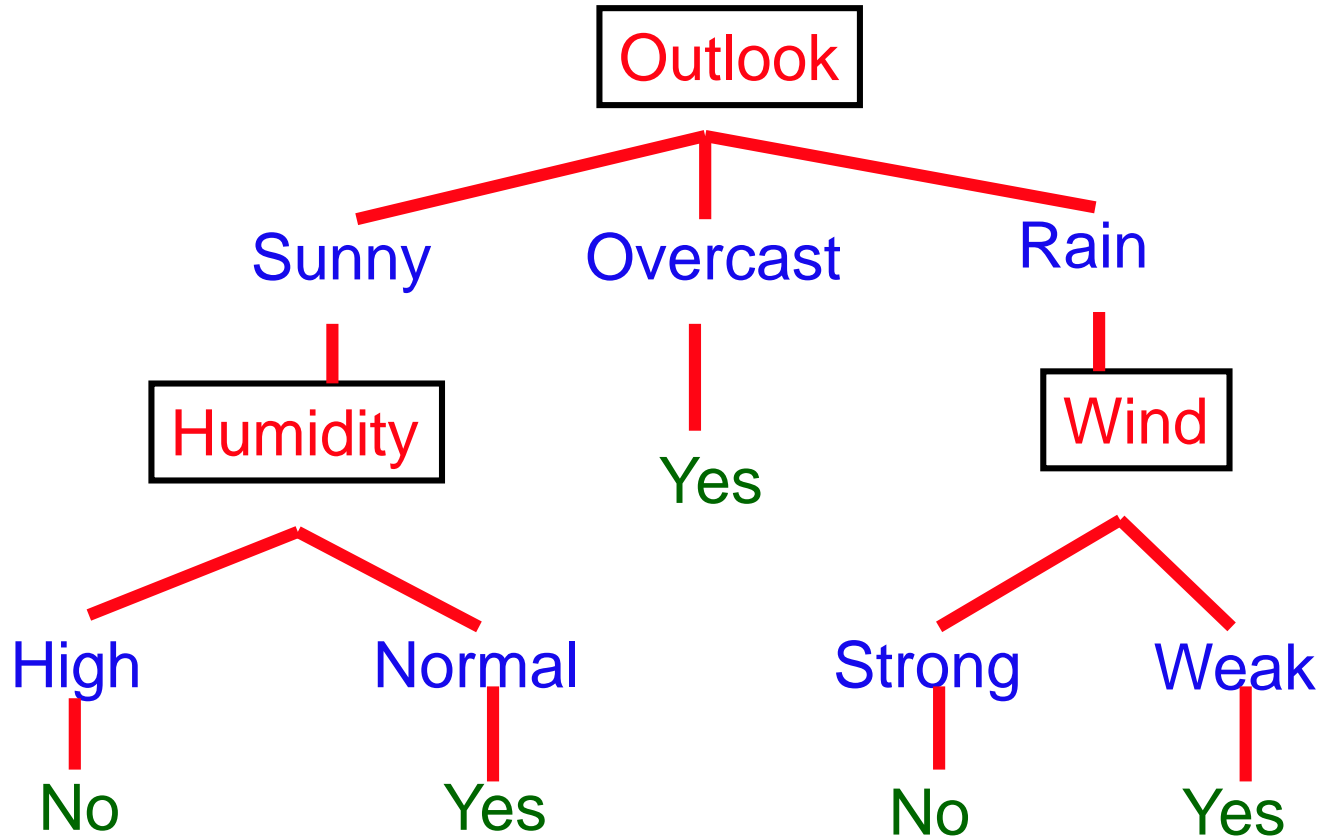 Outlook
Sunny Overcast Rain
Humidity Yes Wind
High Normal Strong Weak
No Yes No Yes